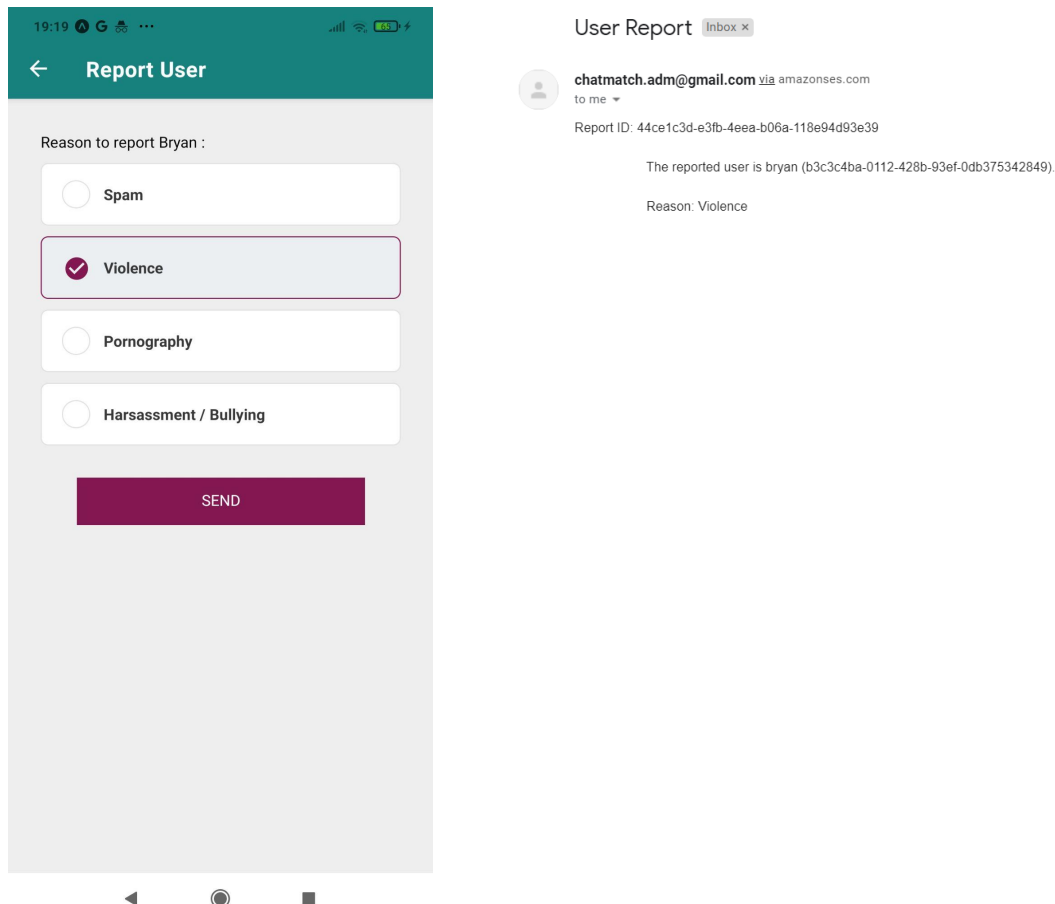 19:19 G ...
65
Report User
Reason to report Bryan :
Spam
Violence
Pornography
Harsassment / Bullying
SEND
User Report Inbox ×
chatmatch.adm@gmail.com via amazonses.com
to me
Report ID: 44ce1c3d-e3fb-4eea-b06a-118e94d93e39
The reported user is bryan (b3c3c4ba-0112-428b-93ef-0db375342849).
Reason: Violence